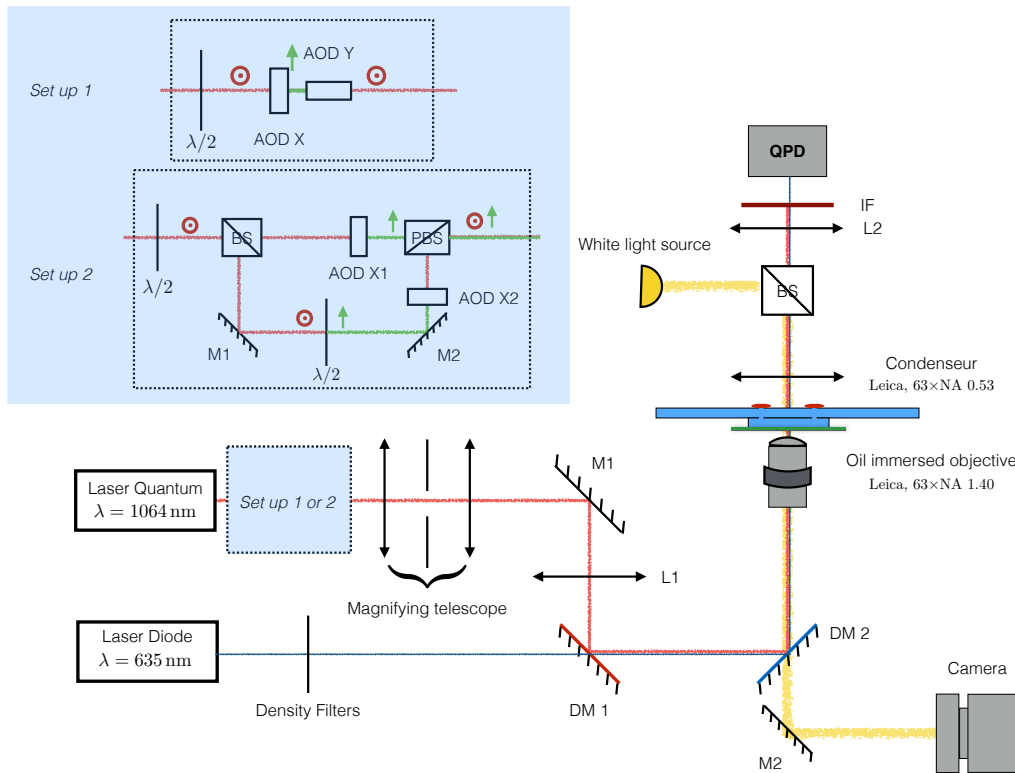 AOD Y
Set up 1
λ/2
AOD X
BS
PBS
AOD X1
Set up 2
λ/2
AOD X2
M1
λ/2
M2
QPD
IF
L2
White light source
BS
Condenseur
Leica, 63×NA 0.53
Oil immersed objective
Leica, 63×NA 1.40
M1
Laser Quantum
λ = 1064 nm
Set up 1 or 2
L1
Magnifying telescope
Laser Diode
λ = 635 nm
DM 2
Density Filters
DM 1
Camera
M2